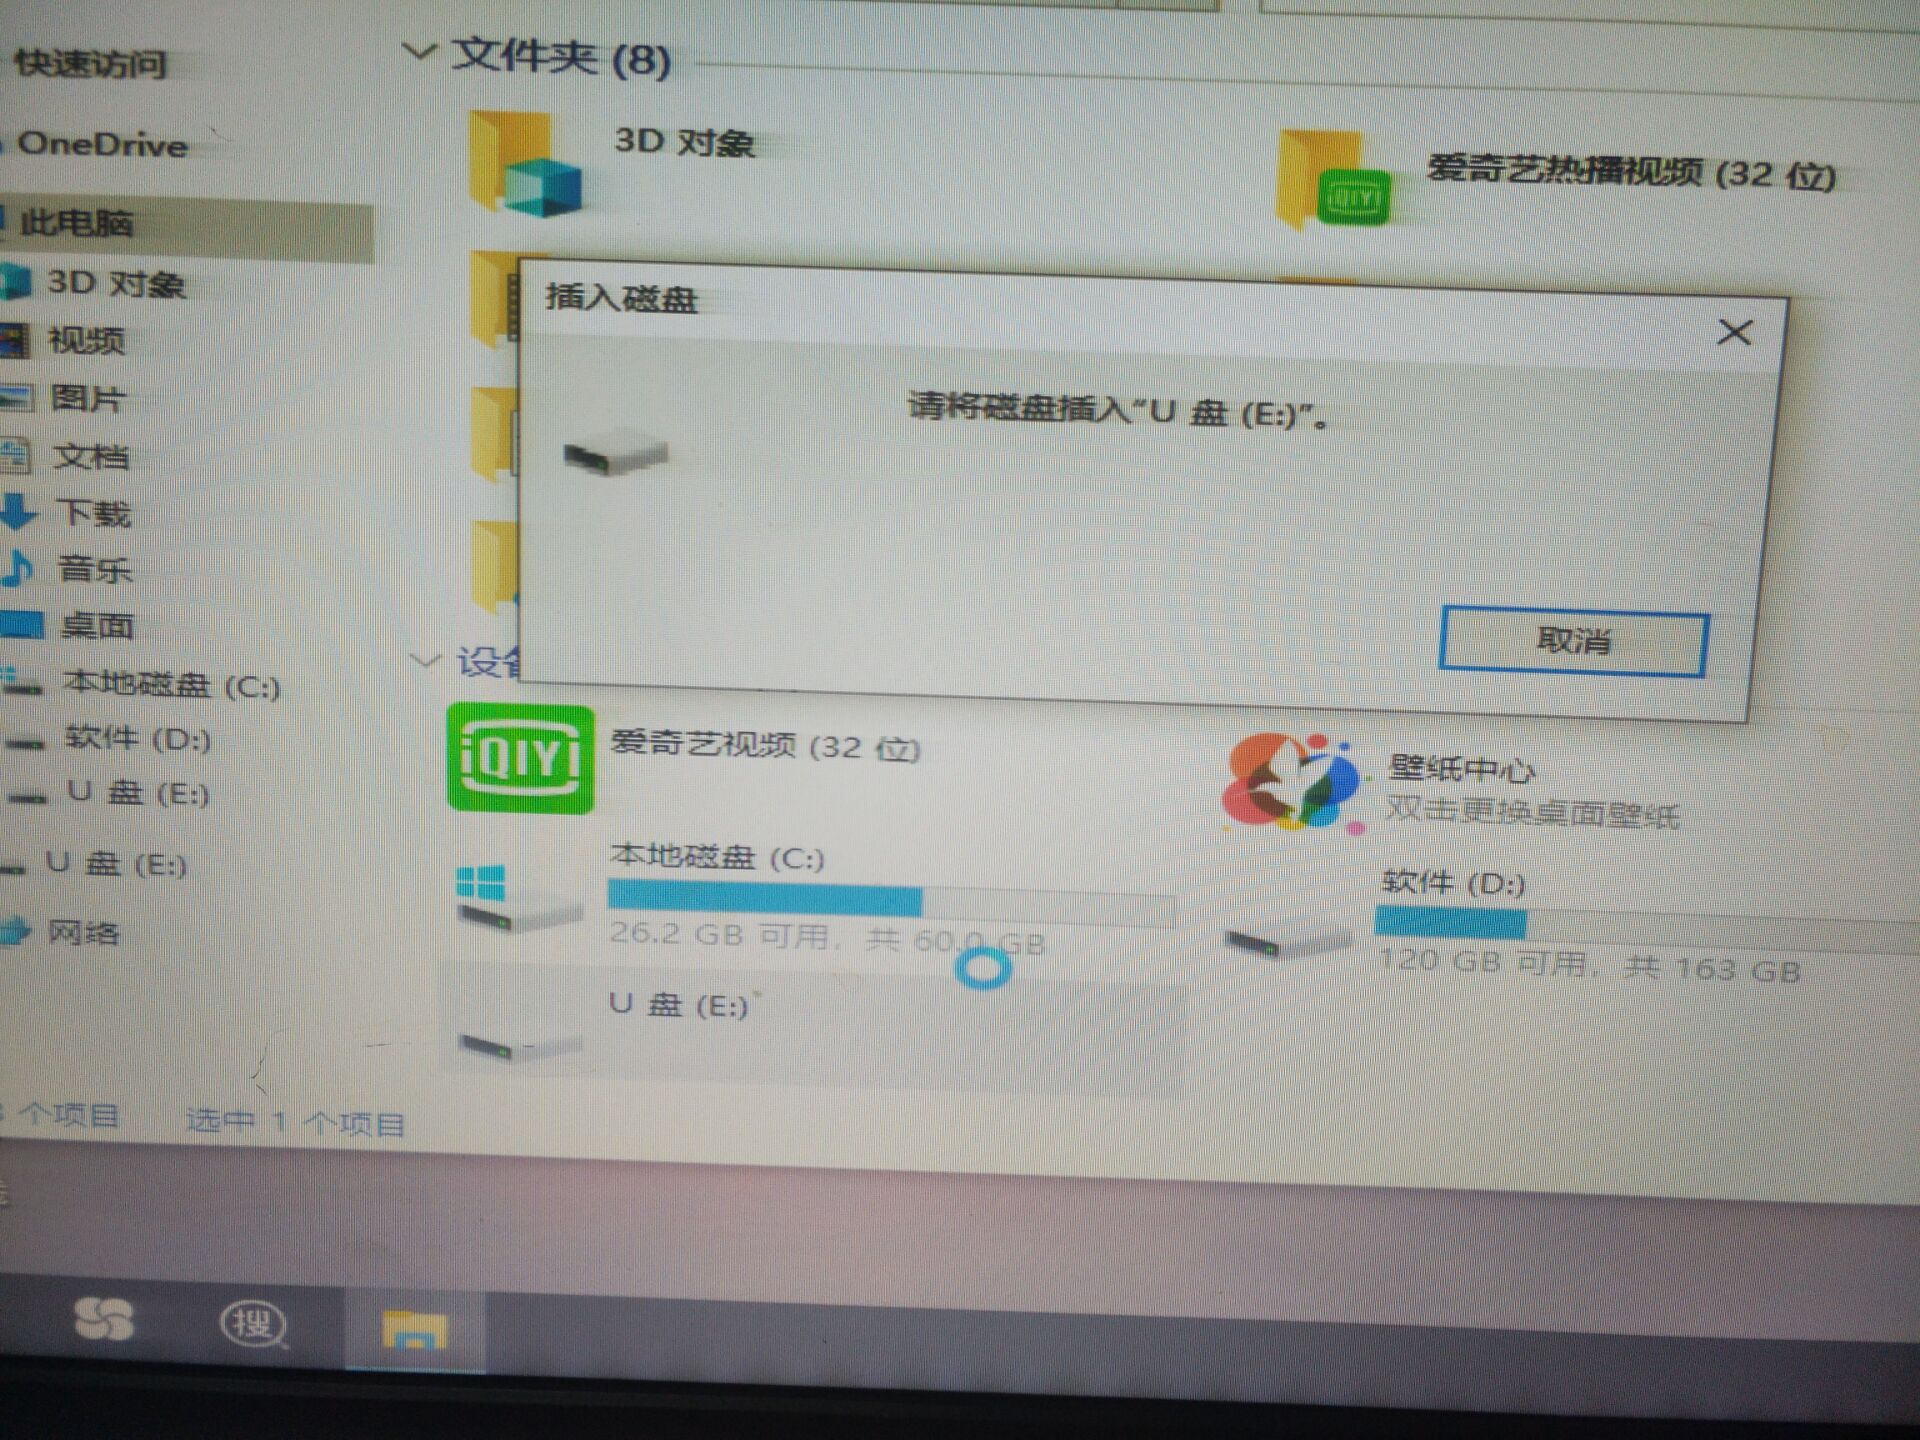 快速访问
OneDrive
此电脑
3D 对象
视频
图片
文档
下载
音乐
桌面
本地磁盘 (C:)
软件 (D:)
U 盘 (E:)
U 盘 (E:)
网络
文件夹 (8)
3D 对象
爱奇艺热播视频 (32 位)
QIYI
插入磁盘
请将磁盘插入“U 盘 (E:)”。
取消
设备
QIYI
爱奇艺视频 (32 位)
壁纸中心
双击更换桌面壁纸
本地磁盘 (C:)
26.2 GB 可用, 共 60.0 GB
软件 (D:)
120 GB 可用, 共 163 GB
U 盘 (E:)
个项目 选中 1 个项目
搜